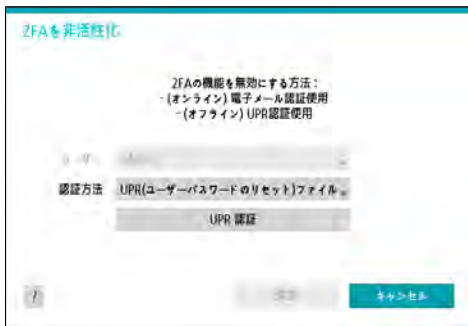 2FAを非活性化
2FAの機能を無効にする方法：
- (オンライン) 電子メール認証使用
- (オフライン) UPR認証使用
認証方法 UPR(ユーザーパスワードのリセット)ファイル
UPR 認証
? キャンセル